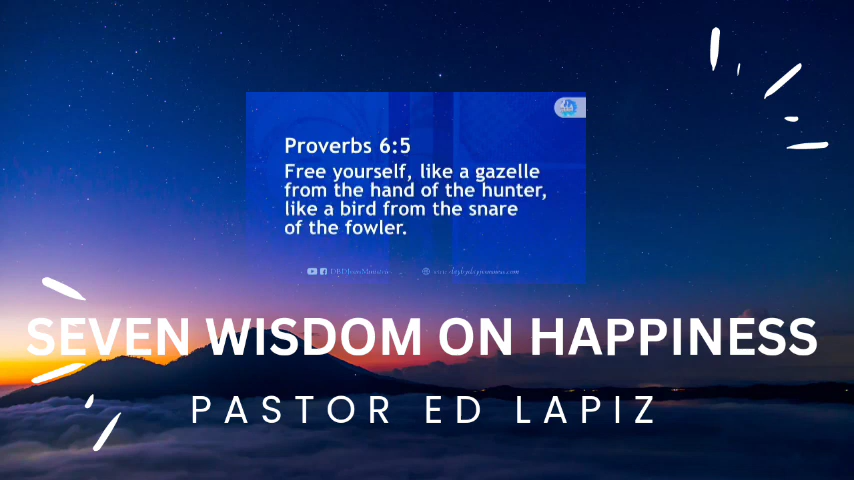 Proverbs 6:5
Free yourself, like a gazelle
from the hand of the hunter,
like a bird from the snare
of the fowler.
SEVEN WISDOM ON HAPPINESS
PASTOR ED LAPIZ